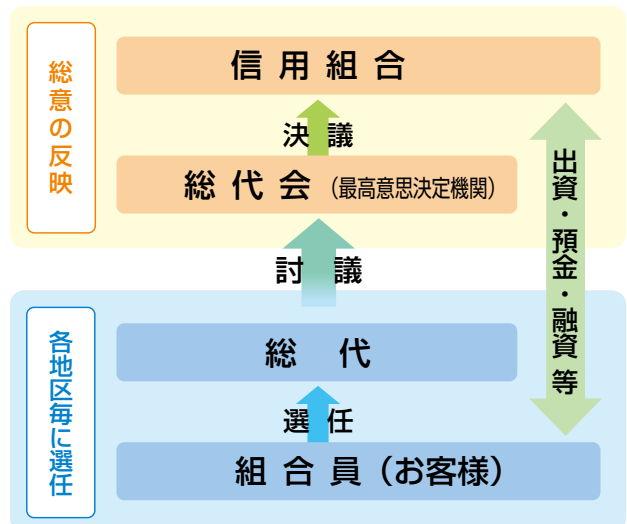 総意の反映
信用組合
決議
総代会（最高意思決定機関）
出資・預金・融資 等
討議
各地区毎に選任
総代
選任
組合員（お客様）